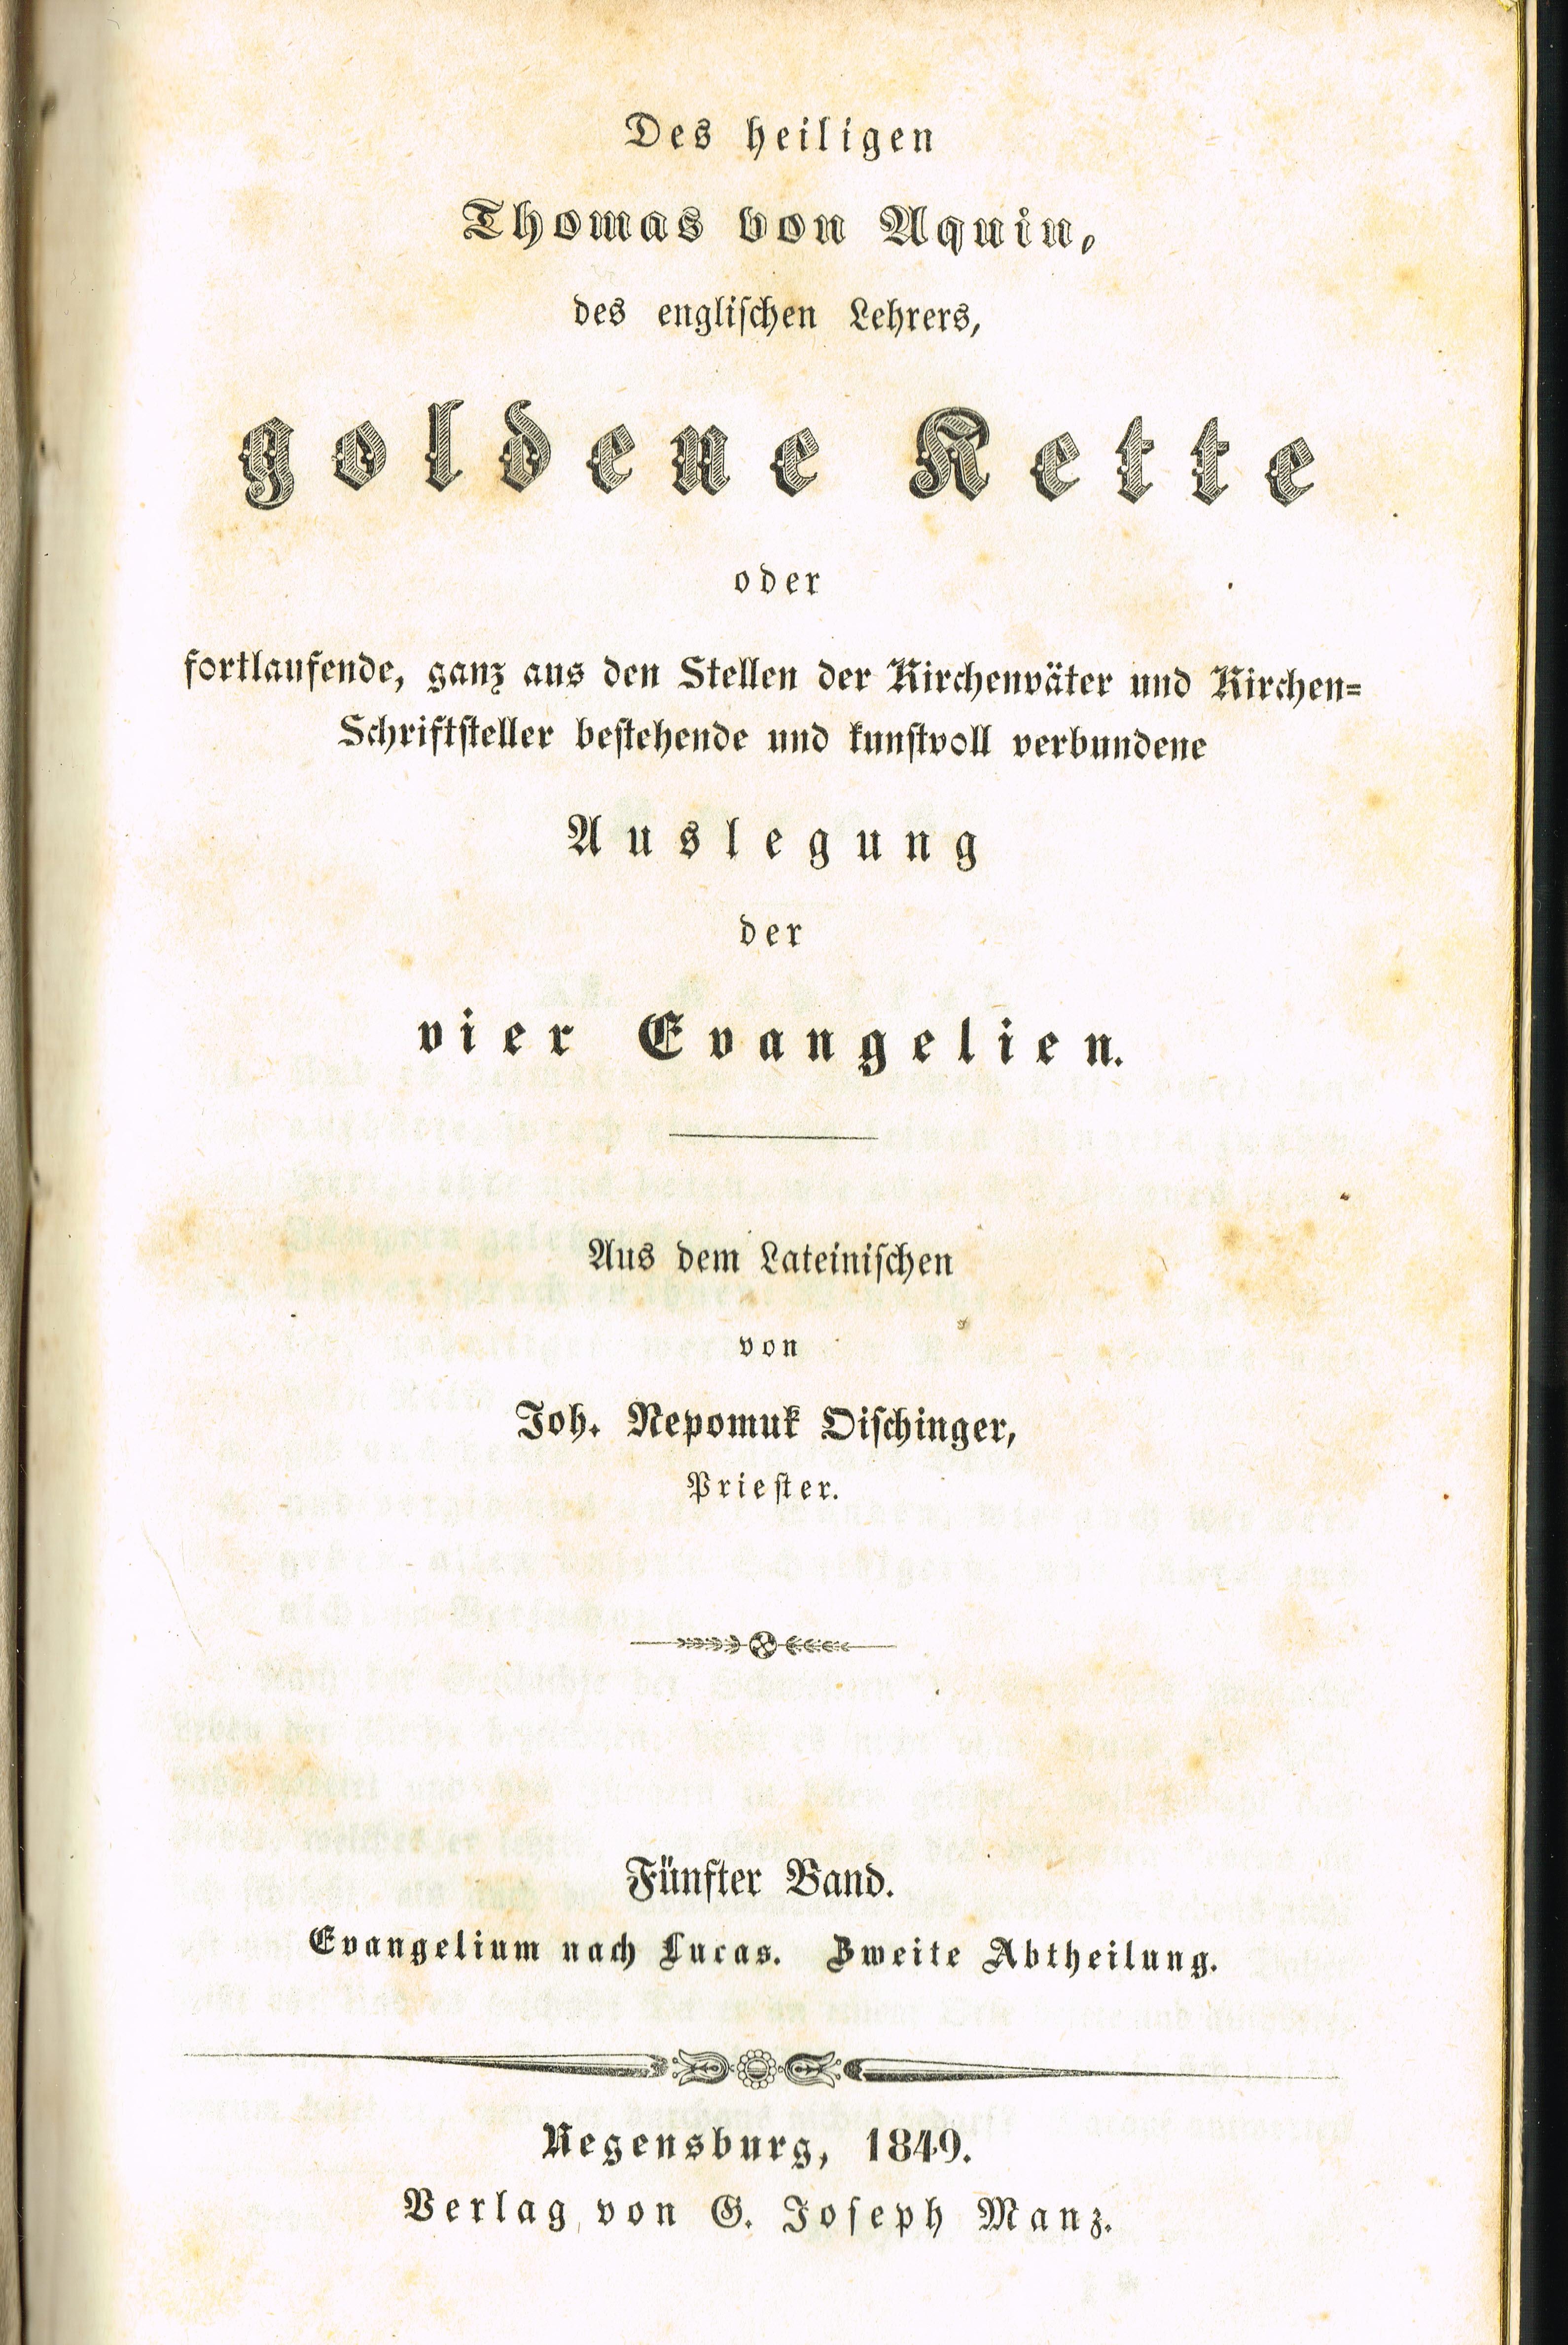 Des heiligen
Thomas von Aquin,
des englischen Lehrers,
goldene Kette
oder
fortlaufende, ganz aus den Stellen der Kirchenväter und Kirchen=
Schriftsteller bestehende und kunstvoll verbundene
Auslegung
der
vier Evangelien.
Aus dem Lateinischen
von
Joh. Nepomuk Oischinger,
Priester.
Fünfter Band.
Evangelium nach Lucas. Zweite Abtheilung.
Regensburg, 1849.
Verlag von G. Joseph Manz.